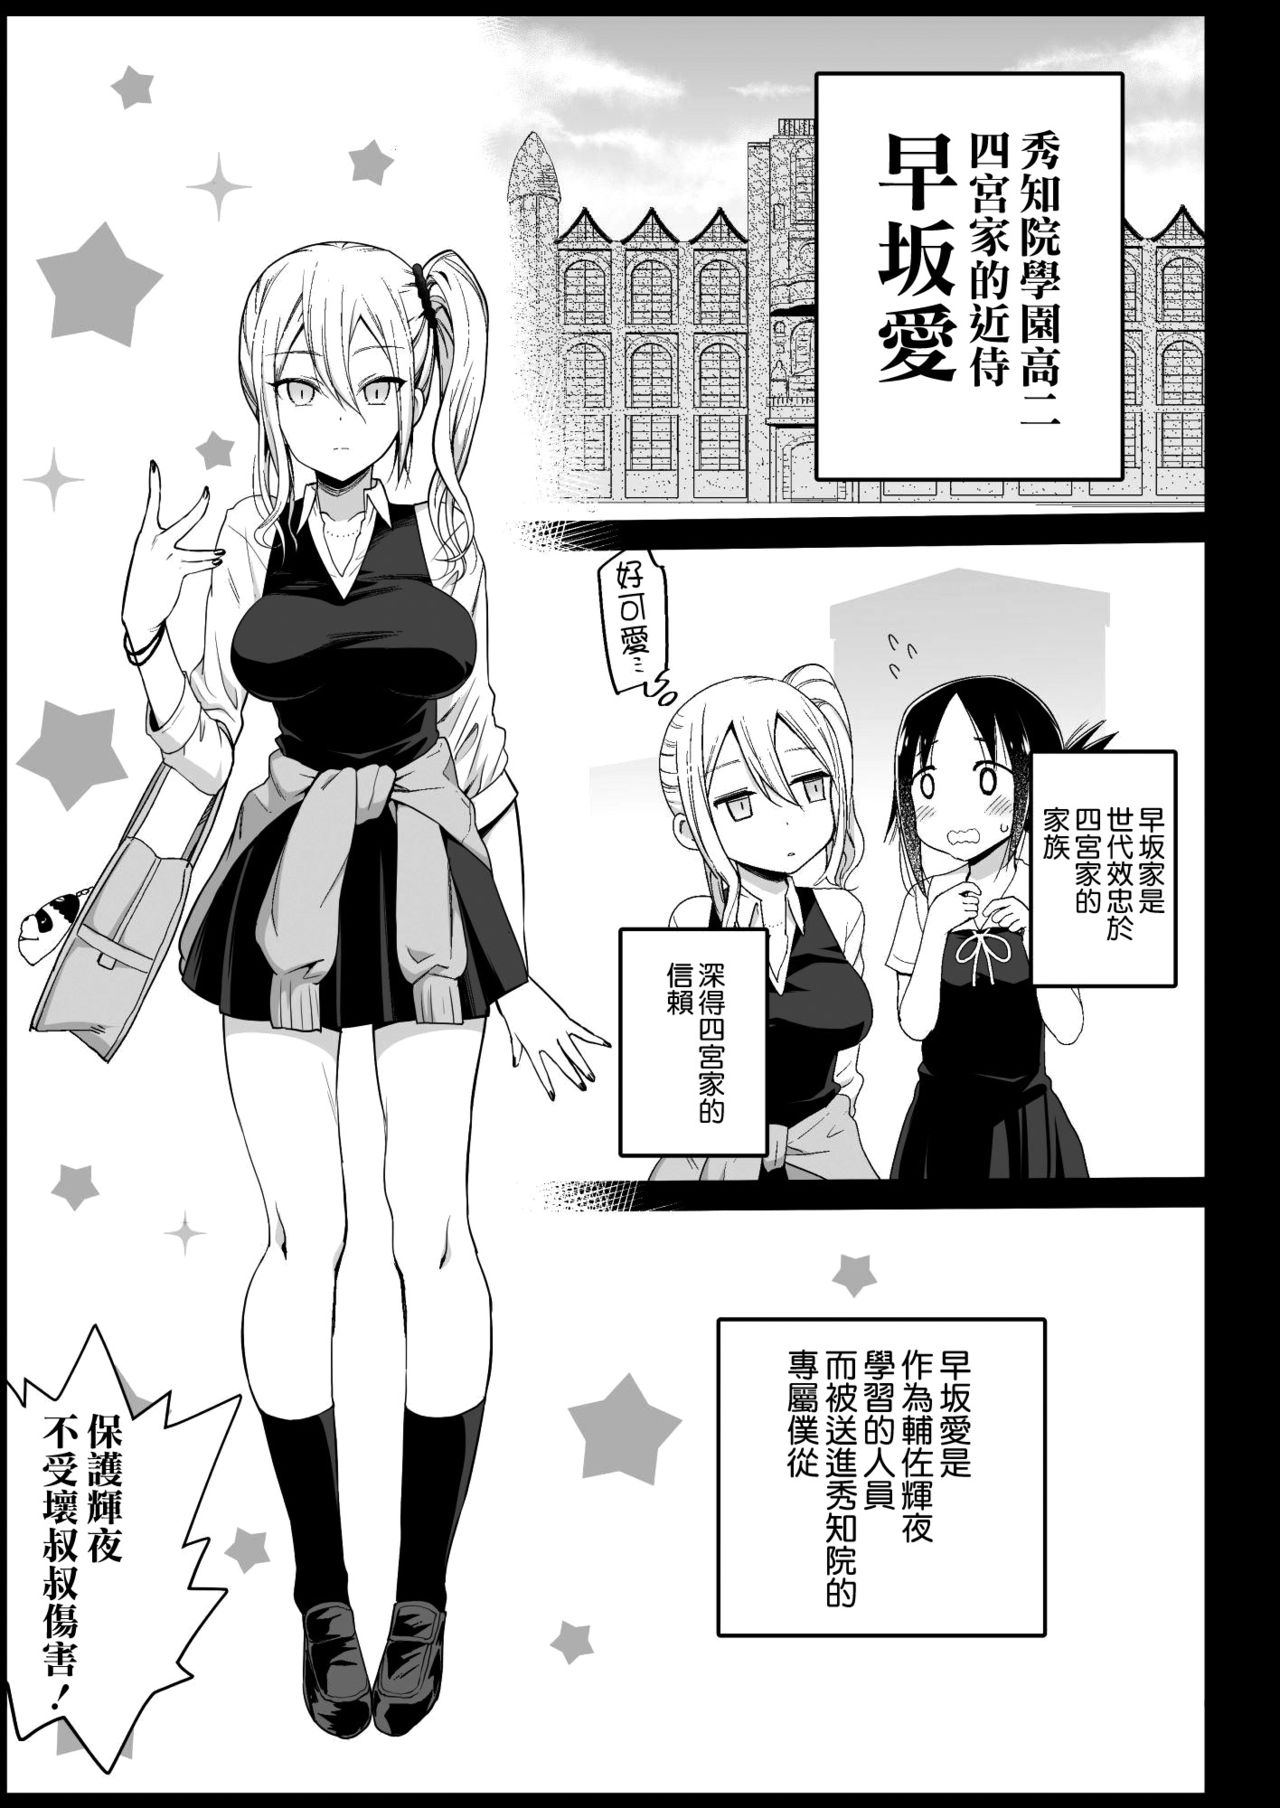 秀知院學園高二
四宮家的近侍
早坂愛
好可愛…
早坂家是
世代效忠於
四宮家的
家族
深得四宮家的
信賴
早坂愛是
作為輔佐輝夜
學習的人員
而被送進秀知院的
專屬僕從
保護輝夜
不受壞叔叔傷害！